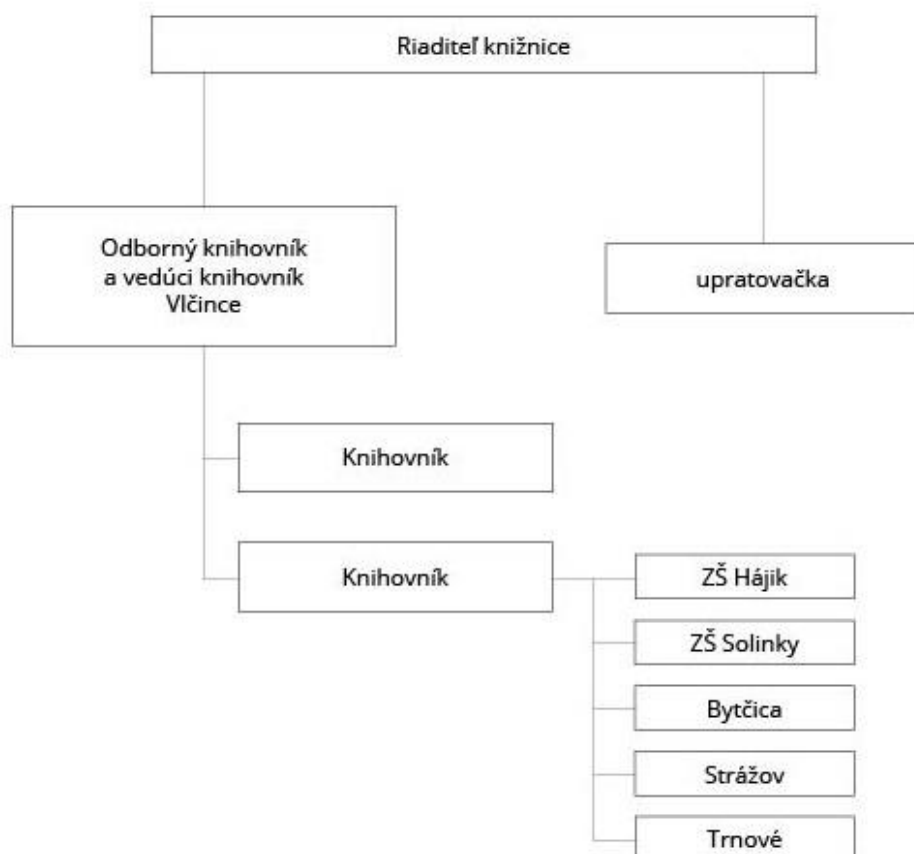 Riaditeľ knižnice
Odborný knihovník
a vedúci knihovník
Vlčince
upratovačka
Knihovník
Knihovník
ZŠ Hájik
ZŠ Solinky
Bytčica
Strážov
Trnové